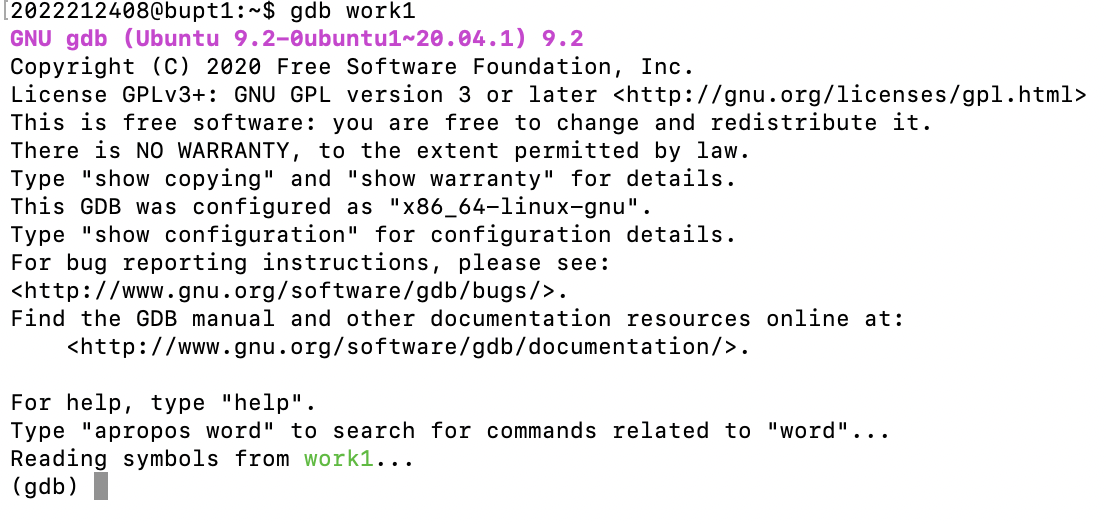 [2022212408@bupt1:~$ gdb work1
GNU gdb (Ubuntu 9.2-0ubuntu1~20.04.1) 9.2
Copyright (C) 2020 Free Software Foundation, Inc.
License GPLv3+: GNU GPL version 3 or later <http://gnu.org/licenses/gpl.html>
This is free software: you are free to change and redistribute it.
There is NO WARRANTY, to the extent permitted by law.
Type "show copying" and "show warranty" for details.
This GDB was configured as "x86_64-linux-gnu".
Type "show configuration" for configuration details.
For bug reporting instructions, please see:
<http://www.gnu.org/software/gdb/bugs/>.
Find the GDB manual and other documentation resources online at:
    <http://www.gnu.org/software/gdb/documentation/>.

For help, type "help".
Type "apropos word" to search for commands related to "word"...
Reading symbols from work1...
(gdb)